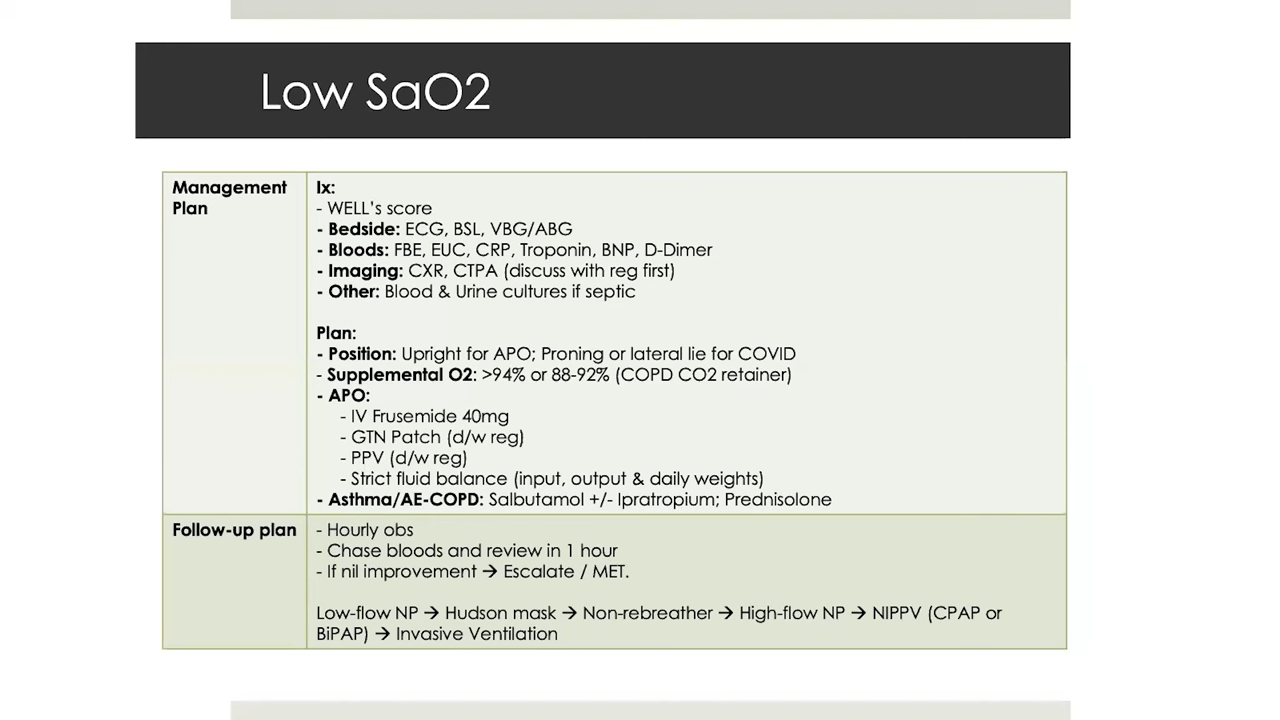 Low SaO2
Management
Plan
Ix:
- WELL's score
- Bedside: ECG, BSL, VBG/ABG
- Bloods: FBE, EUC, CRP, Troponin, BNP, D-Dimer
- Imaging: CXR, CTPA (discuss with reg first)
- Other: Blood & Urine cultures if septic
Plan:
- Position: Upright for APO; Proning or lateral lie for COVID
- Supplemental O2: >94% or 88-92% (COPD CO2 retainer)
- APO:
- IV Frusemide 40mg
- GTN Patch (d/w reg)
- PPV (d/w reg)
- Strict fluid balance (input, output & daily weights)
- Asthma/AE-COPD: Salbutamol +/- Ipratropium; Prednisolone
Follow-up plan
- Hourly obs
- Chase bloods and review in 1 hour
- If nil improvement → Escalate / MET.
Low-flow NP → Hudson mask → Non-rebreather → High-flow NP → NIPPV (CPAP or
BiPAP) → Invasive Ventilation